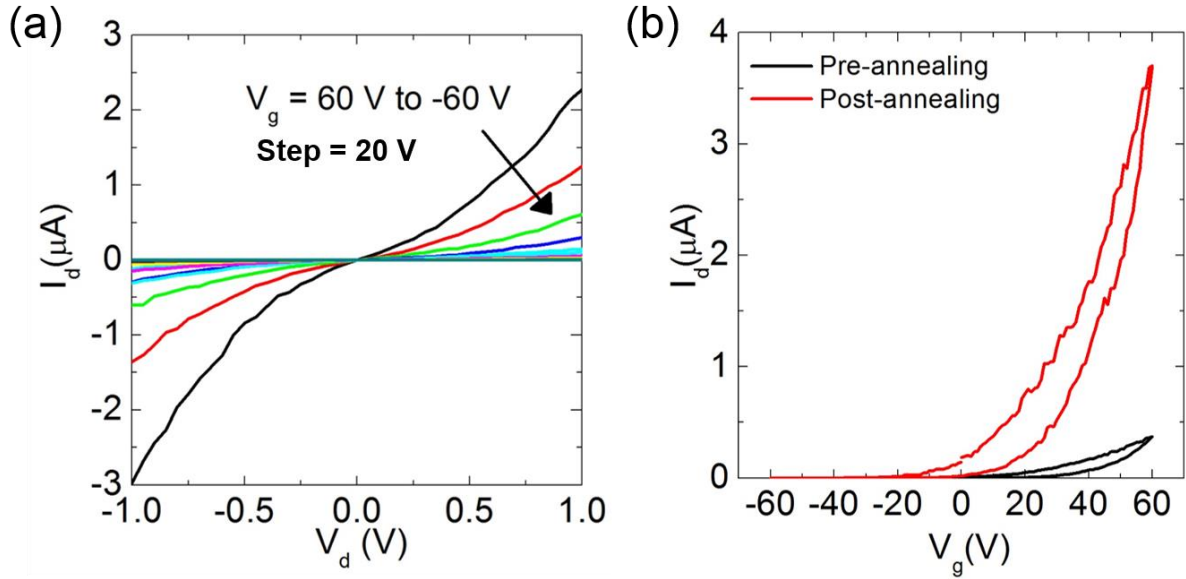 (a)
3
2
1
0
-1
-2
-3
I_d(μA)
V_g = 60 V to -60 V
Step = 20 V
-1.0 -0.5 0.0 0.5 1.0
V_d (V)
(b)
4
3
2
1
0
I_d(μA)
Pre-annealing
Post-annealing
-60 -40 -20 0 20 40 60
V_g(V)